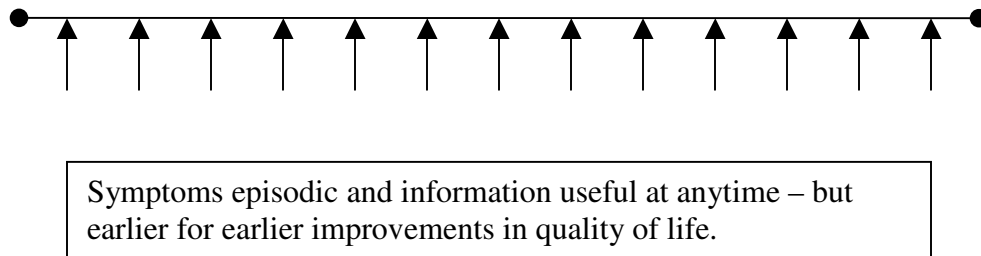 Symptoms episodic and information useful at anytime – but
earlier for earlier improvements in quality of life.